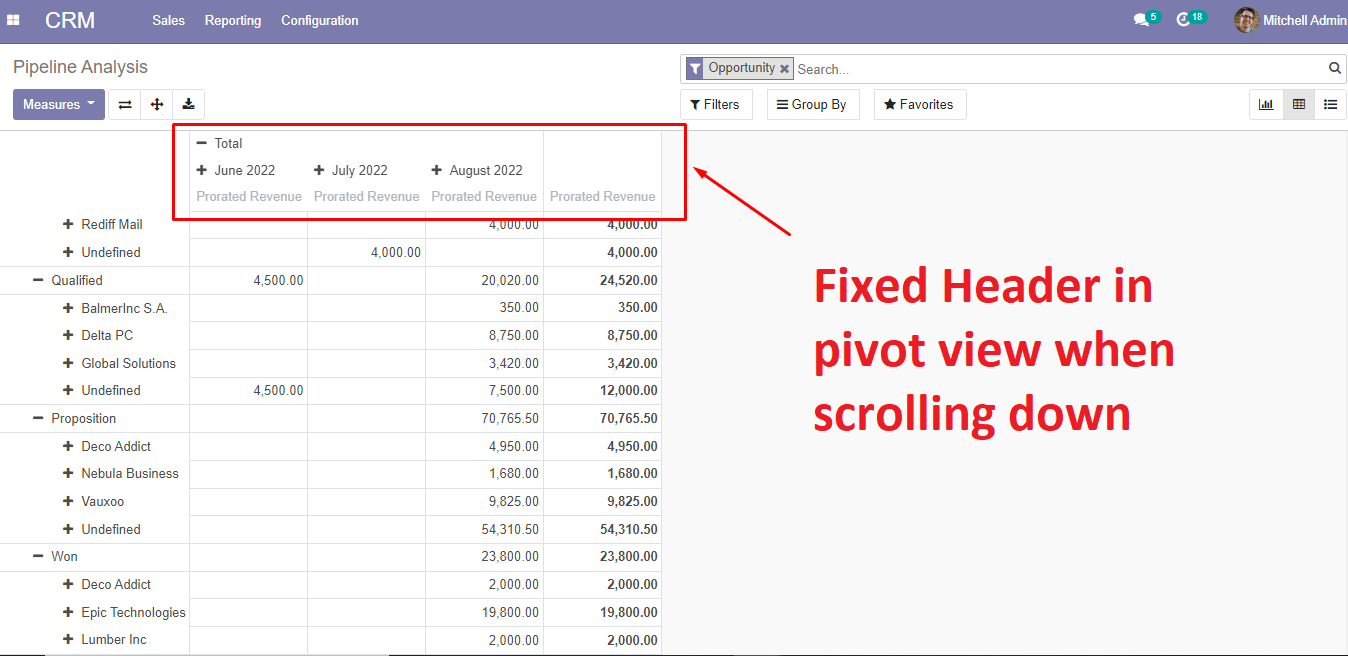 CRM Sales Reporting Configuration 5 18 Mitchell Admin
Pipeline Analysis
Opportunity × Search...
Measures Filters Group By Favorites
Total
June 2022 July 2022 August 2022
Prorated Revenue Prorated Revenue Prorated Revenue Prorated Revenue
Rediff Mail 4,000.00 4,000.00
Undefined 4,000.00 4,000.00
Qualified 4,500.00 20,020.00 24,520.00
BalmerInc S.A. 350.00 350.00
Delta PC 8,750.00 8,750.00
Global Solutions 3,420.00 3,420.00
Undefined 4,500.00 7,500.00 12,000.00
Proposition 70,765.50 70,765.50
Deco Addict 4,950.00 4,950.00
Nebula Business 1,680.00 1,680.00
Vauxoo 9,825.00 9,825.00
Undefined 54,310.50 54,310.50
Won 23,800.00 23,800.00
Deco Addict 2,000.00 2,000.00
Epic Technologies 19,800.00 19,800.00
Lumber Inc 2,000.00 2,000.00
Fixed Header in
pivot view when
scrolling down